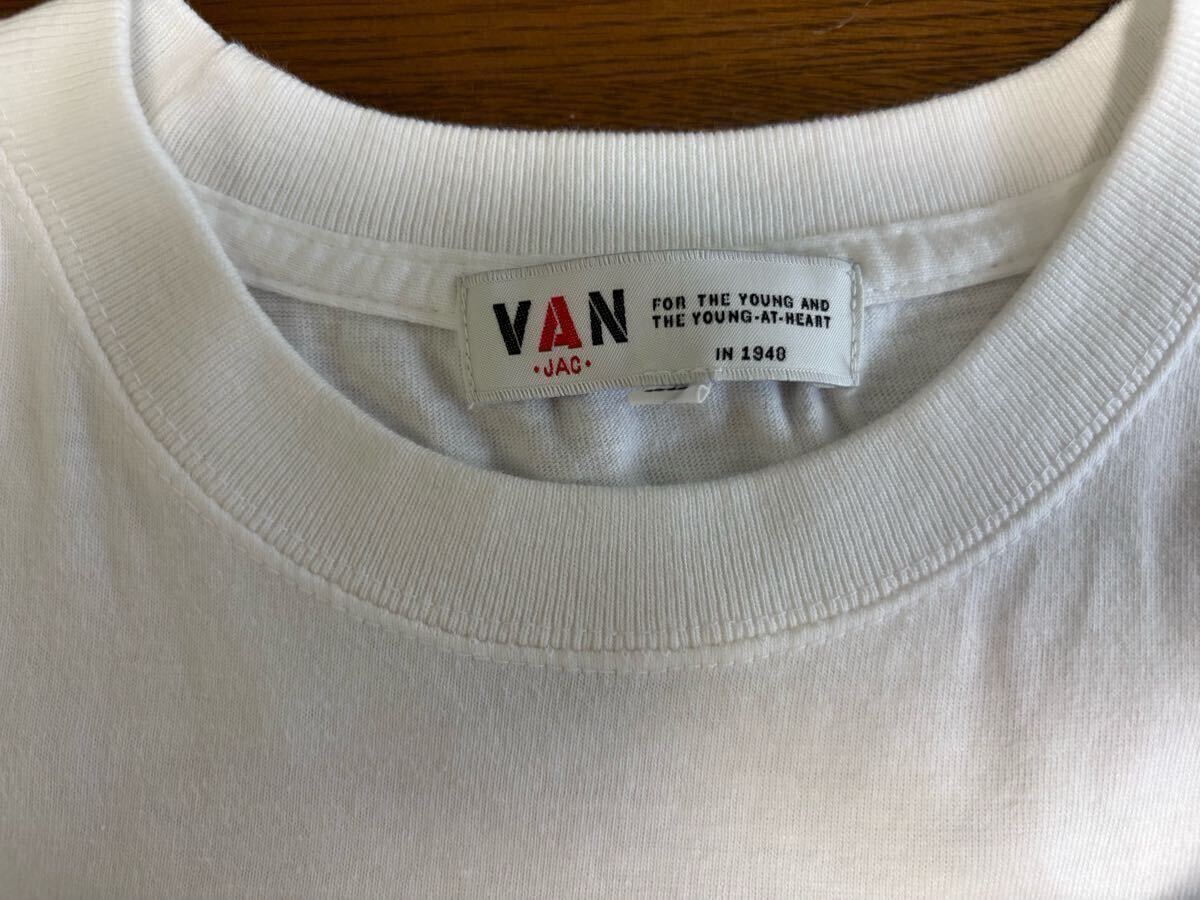 VAN
·JAC·
FOR THE YOUNG AND
THE YOUNG-AT-HEART
IN 1948